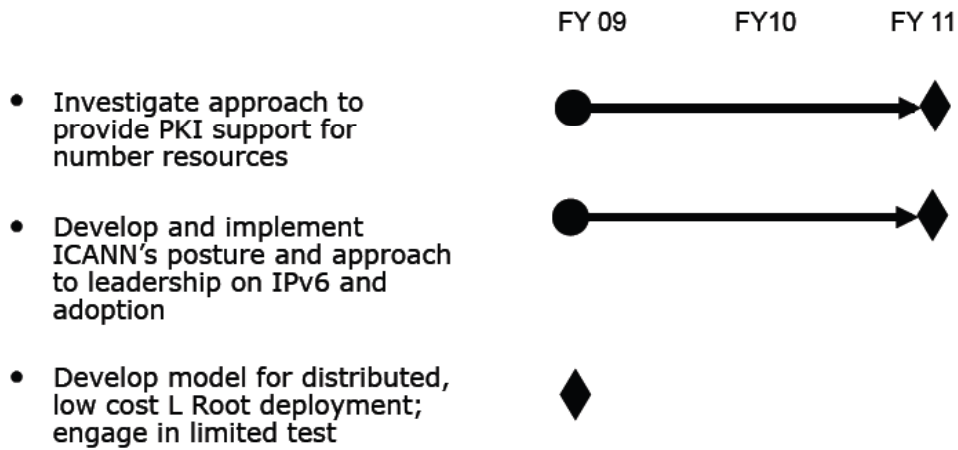 FY 09 FY10 FY 11
• Investigate approach to
provide PKI support for
number resources
• Develop and implement
ICANN's posture and approach
to leadership on IPv6 and
adoption
• Develop model for distributed,
low cost L Root deployment;
engage in limited test